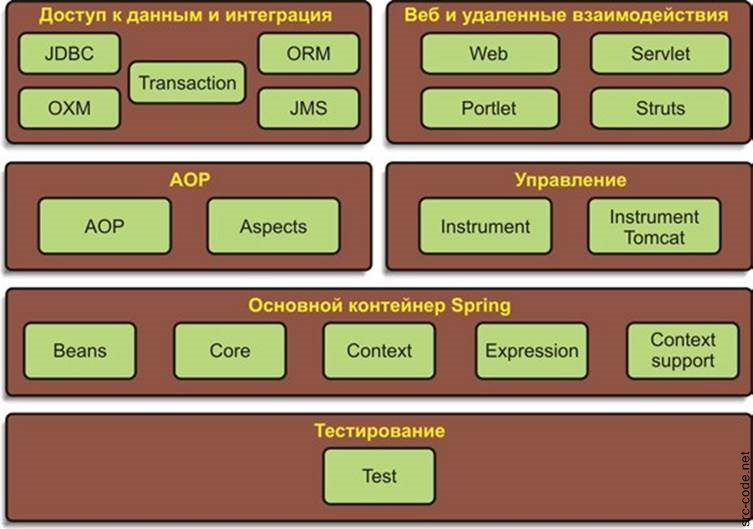 Доступ к данным и интеграция
JDBC
Transaction
ORM
OXM
JMS
Веб и удаленные взаимодействия
Web
Servlet
Portlet
Struts
AOP
AOP
Aspects
Управление
Instrument
Instrument
Tomcat
Основной контейнер Spring
Beans
Core
Context
Expression
Context
support
Тестирование
Test
src-code.net